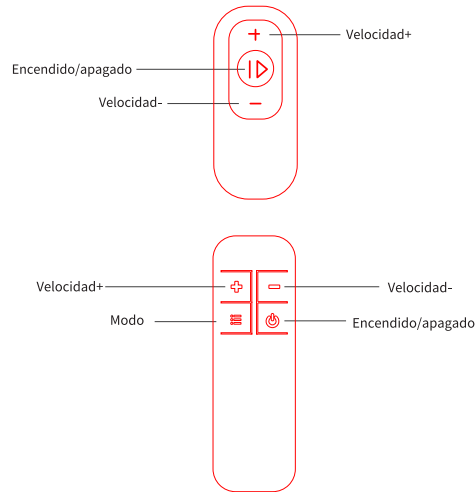 Velocidad+
Encendido/apagado
Velocidad-
Velocidad+
Velocidad-
Modo
Encendido/apagado